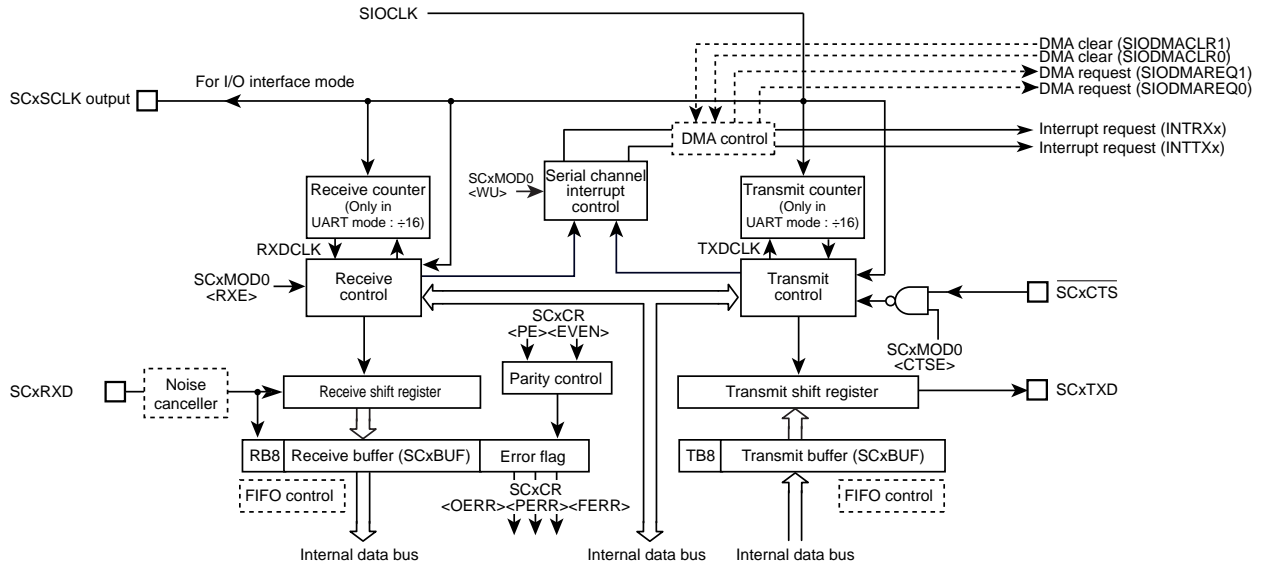 SIOCLK
DMA clear (SIODMACLR1)
DMA clear (SIODMACLR0)
DMA request (SIODMAREQ1)
DMA request (SIODMAREQ0)
For I/O interface mode
SCxSCLK output
DMA control
Interrupt request (INTRXx)
Interrupt request (INTTXx)
Receive counter
(Only in
UART mode : ÷16)
SCxMOD0
<WU>
Serial channel
interrupt
control
Transmit counter
(Only in
UART mode : ÷16)
RXDCLK
TXDCLK
SCxMOD0
<RXE>
Receive
control
Transmit
control
SCxCTS
SCxCR
<PE><EVEN>
SCxMOD0
<CTSE>
Parity control
SCxRXD
Noise
canceller
Receive shift register
Transmit shift register
SCxTXD
RB8
Receive buffer (SCxBUF)
Error flag
TB8
Transmit buffer (SCxBUF)
FIFO control
SCxCR
<OERR><PERR><FERR>
FIFO control
Internal data bus
Internal data bus
Internal data bus